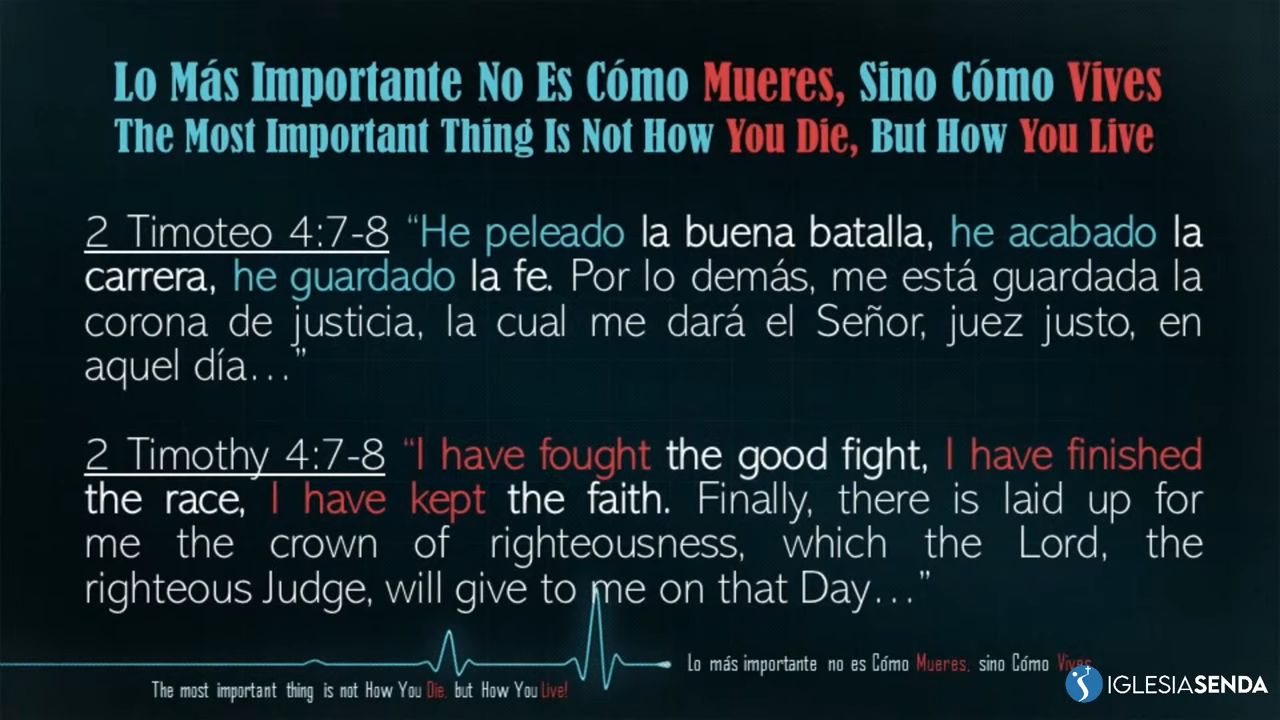 Lo Más Importante No Es Cómo Mueres, Sino Cómo Vives
The Most Important Thing Is Not How You Die, But How You Live
2 Timoteo 4:7-8 “He peleado la buena batalla, he acabado la
carrera, he guardado la fe. Por lo demás, me está guardada la
corona de justicia, la cual me dará el Señor, juez justo, en
aquel día...”
2 Timothy 4:7-8 “I have fought the good fight, I have finished
the race, I have kept the faith. Finally, there is laid up for
me the crown of righteousness, which the Lord, the
righteous Judge, will give to me on that Day...”
Lo más importante no es Cómo Mueres, sino Cómo Vives
The most important thing is not How You Die, but How You Live!
IGLESIASENDA